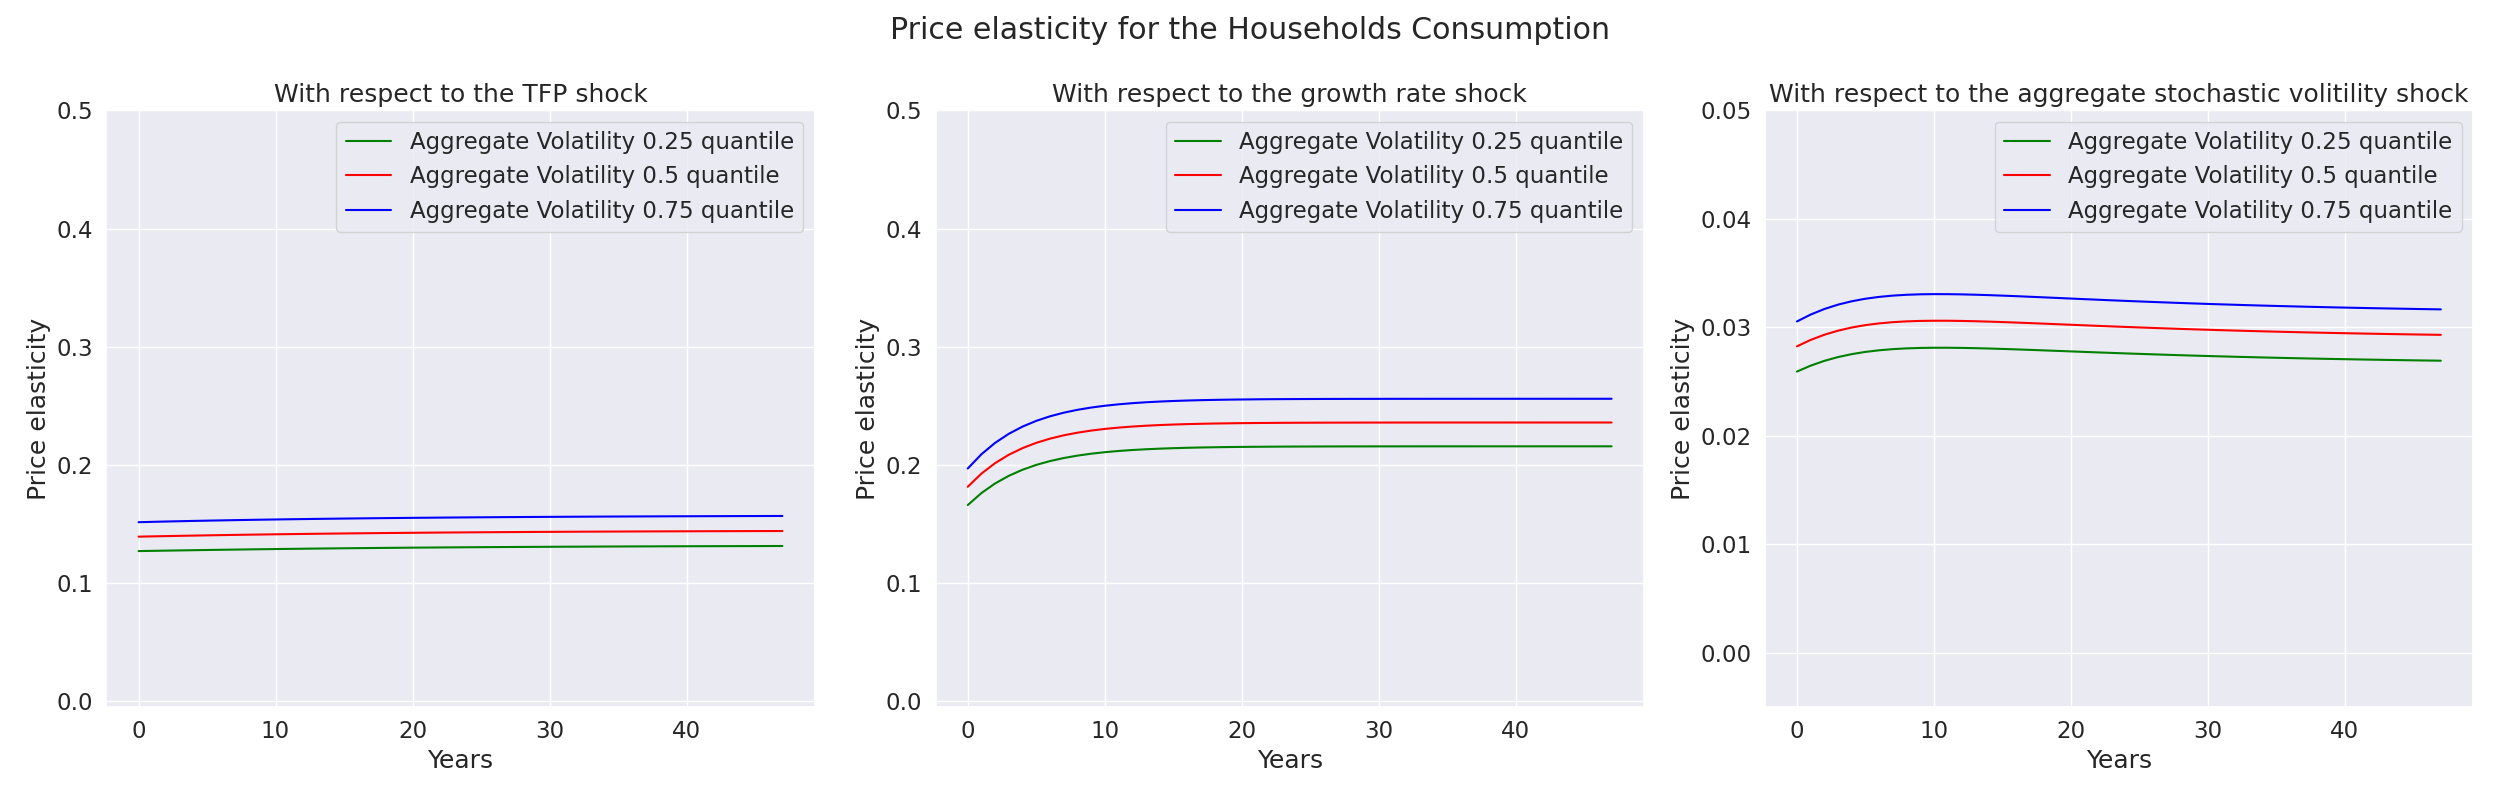 Price elasticity for the Households Consumption
With respect to the TFP shock
0.5
0.4
0.3
0.2
0.1
0.0
Price elasticity
Aggregate Volatility 0.25 quantile
Aggregate Volatility 0.5 quantile
Aggregate Volatility 0.75 quantile
0 10 20 30 40
Years
With respect to the growth rate shock
0.5
0.4
0.3
0.2
0.1
0.0
Price elasticity
Aggregate Volatility 0.25 quantile
Aggregate Volatility 0.5 quantile
Aggregate Volatility 0.75 quantile
0 10 20 30 40
Years
With respect to the aggregate stochastic volitility shock
0.05
0.04
0.03
0.02
0.01
0.00
Price elasticity
Aggregate Volatility 0.25 quantile
Aggregate Volatility 0.5 quantile
Aggregate Volatility 0.75 quantile
0 10 20 30 40
Years